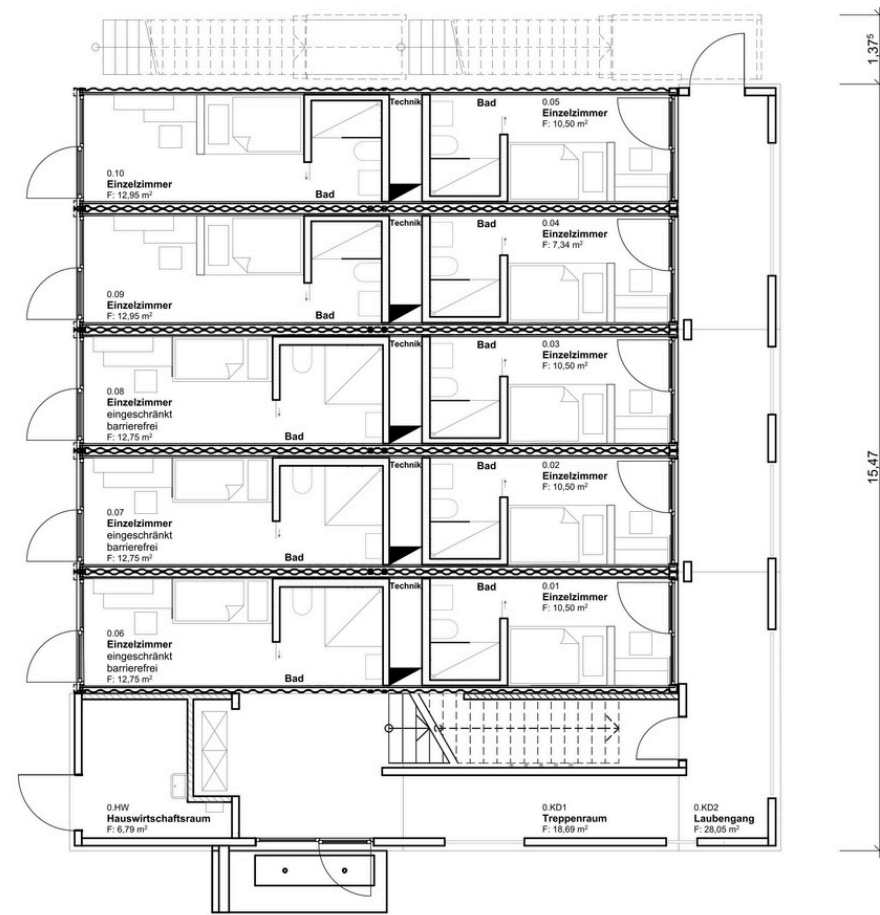 1,37⁵
Technik
Bad
0.05
Einzelzimmer
F: 10,50 m²
0.10
Einzelzimmer
F: 12,95 m²
Bad
Technik
Bad
0.04
Einzelzimmer
F: 7,34 m²
0.09
Einzelzimmer
F: 12,95 m²
Bad
Technik
Bad
0.03
Einzelzimmer
F: 10,50 m²
0.08
Einzelzimmer
eingeschränkt
barrierefrei
F: 12,75 m²
Bad
15,47
Technik
Bad
0.02
Einzelzimmer
F: 10,50 m²
0.07
Einzelzimmer
eingeschränkt
barrierefrei
F: 12,75 m²
Bad
Technik
Bad
0.01
Einzelzimmer
F: 10,50 m²
0.06
Einzelzimmer
eingeschränkt
barrierefrei
F: 12,75 m²
Bad
0.HW
Hauswirtschaftsraum
F: 6,79 m²
0.KD1
Treppenraum
F: 18,69 m²
0.KD2
Laubengang
F: 28,05 m²